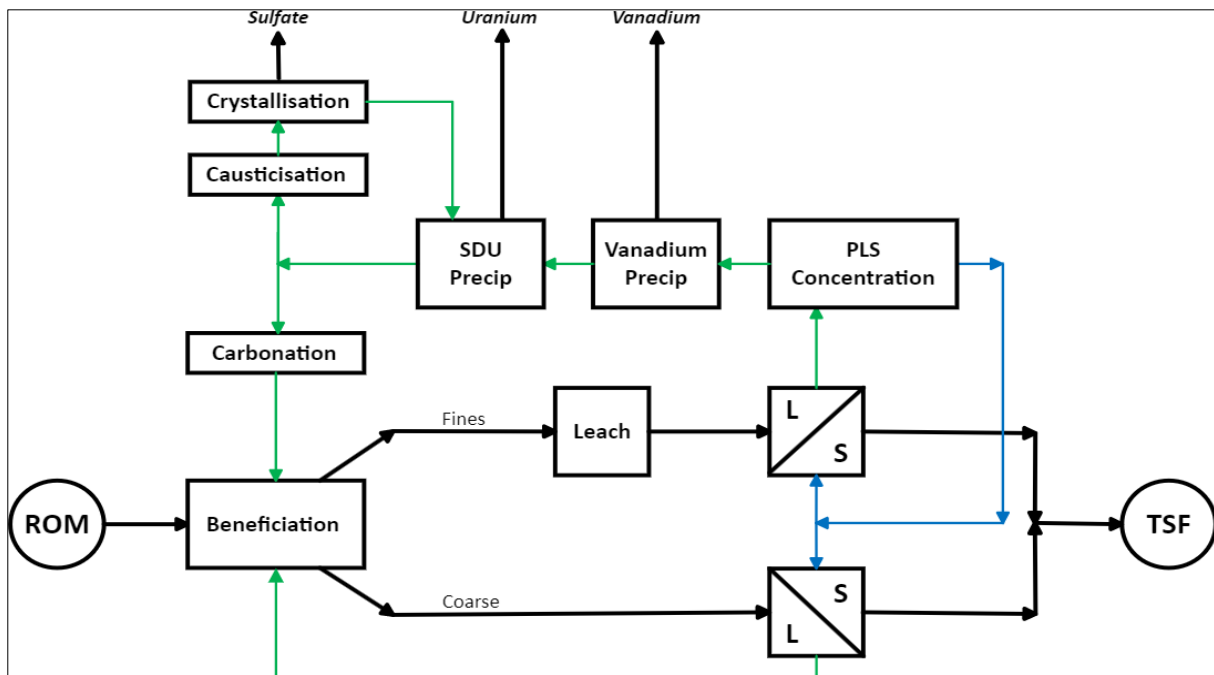 Sulfate
Uranium
Vanadium
Crystallisation
Causticisation
SDU
Precip
Vanadium
Precip
PLS
Concentration
Carbonation
Fines
Leach
L
S
ROM
Beneficiation
TSF
Coarse
S
L